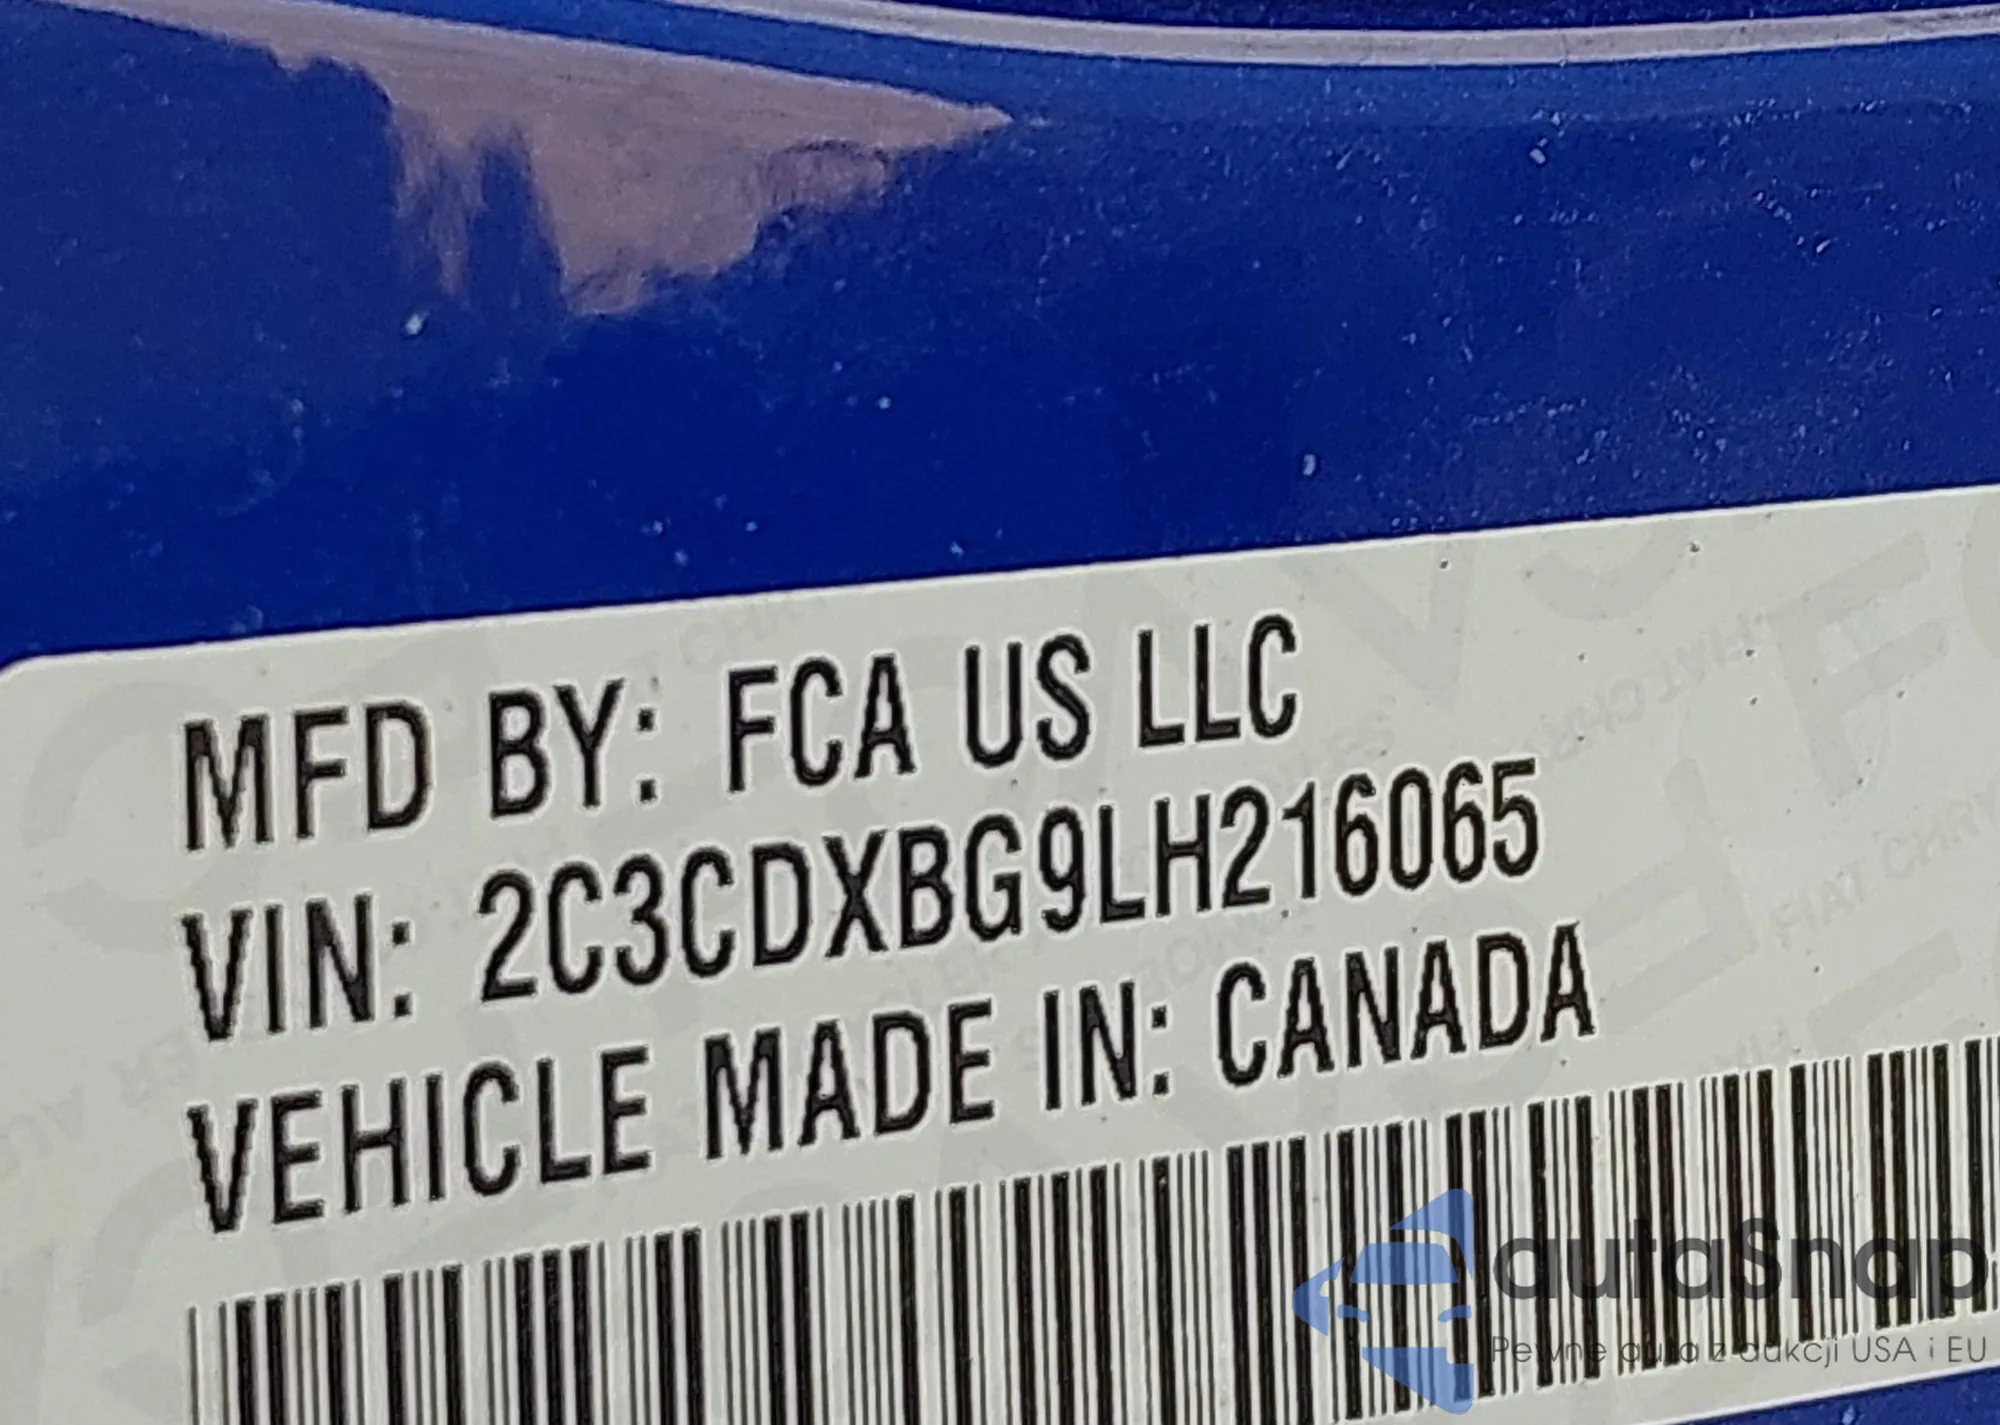 MFD BY: FCA US LLC
VIN: 2C3CDXBG9LH216065
VEHICLE MADE IN: CANADA
autaSnap
Pewne auta z aukcji USA i EU